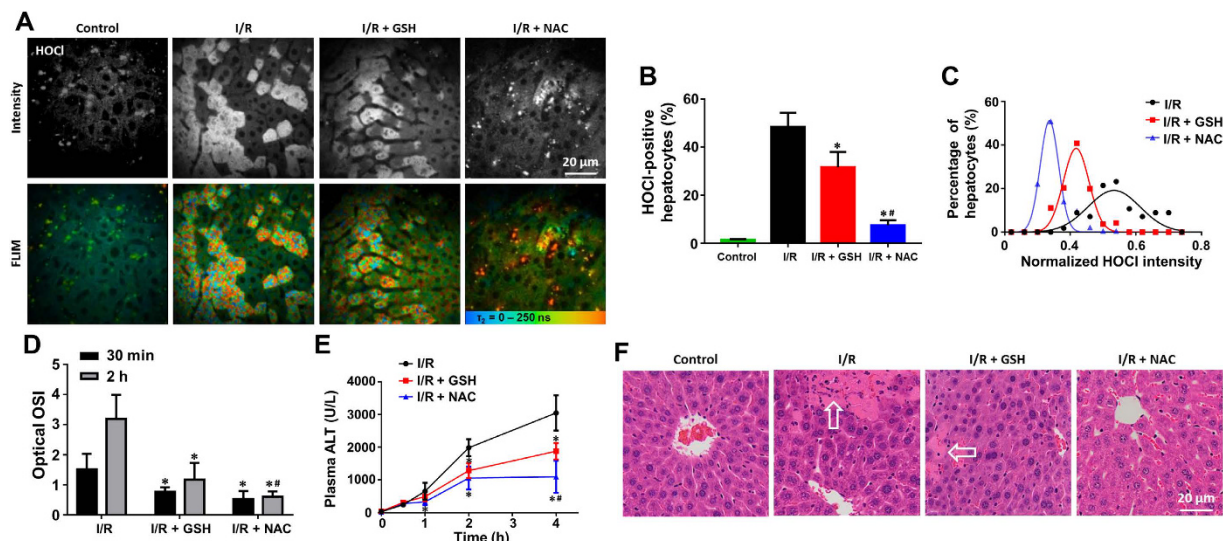 A
Control
I/R
I/R + GSH
I/R + NAC
Intensity
HOCl
20 μm
FLIM
τ₂ = 0 – 250 ns
B
HOCl-positive
hepatocytes (%)
60
40
20
0
*
*#
Control
I/R
I/R + GSH
I/R + NAC
C
Percentage of
hepatocytes (%)
60
40
20
0
I/R
I/R + GSH
I/R + NAC
0.2
0.4
0.6
0.8
Normalized HOCl intensity
D
30 min
2 h
Optical OSI
5
4
3
2
1
0
*
*
*
*#
I/R
I/R + GSH
I/R + NAC
E
I/R
I/R + GSH
I/R + NAC
Plasma ALT (U/L)
4000
3000
2000
1000
0
*
*
*
*
*#
0
1
2
3
4
Time (h)
F
Control
I/R
I/R + GSH
I/R + NAC
20 μm